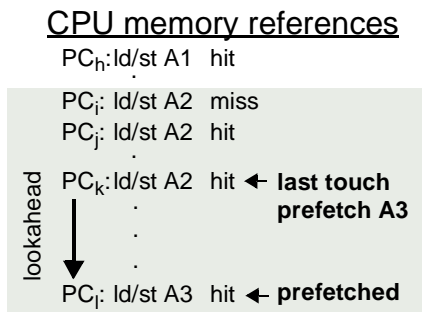 CPU memory references
PCh: ld/st A1 hit
.
PCi: ld/st A2 miss
PCj: ld/st A2 hit
.
PCk: ld/st A2 hit ← last touch
prefetch A3
.
.
.
PCl: ld/st A3 hit ← prefetched
lookahead